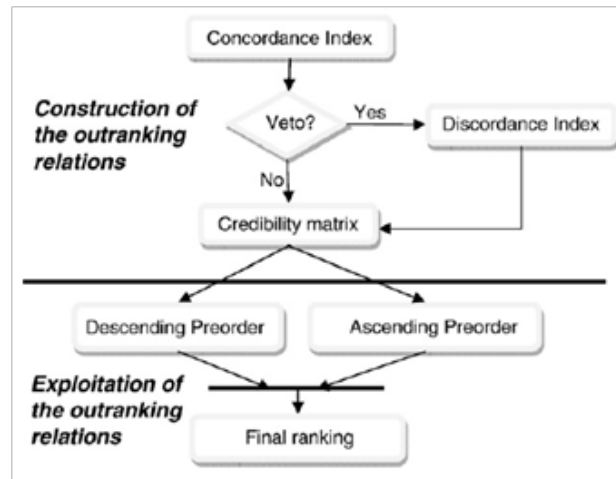 Concordance Index
Construction of
the outranking
relations
Veto?
Yes
Discordance Index
No
Credibility matrix
Descending Preorder
Ascending Preorder
Exploitation of
the outranking
relations
Final ranking